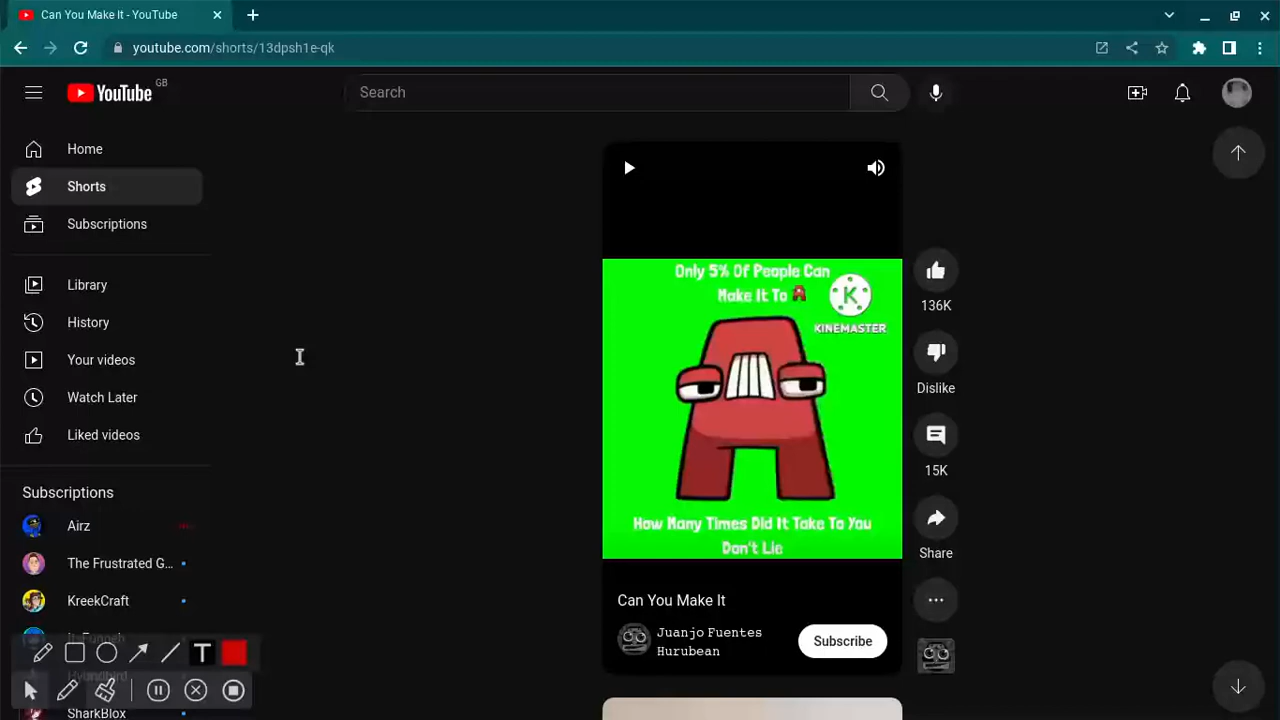 Can You Make It - YouTube
youtube.com/shorts/13dpsh1e-qk
YouTube GB
Search
Home
Shorts
Subscriptions
Library
History
Your videos
Watch Later
Liked videos
Subscriptions
Airz
The Frustrated G...
KreekCraft
SharkBlox
T
Only 5% Of People Can
Make It To
K
KINEMASTER
How Many Times Did It Take To You
Don't Lie
Can You Make It
Juanjo Fuentes
Hurubean
Subscribe
136K
Dislike
15K
Share